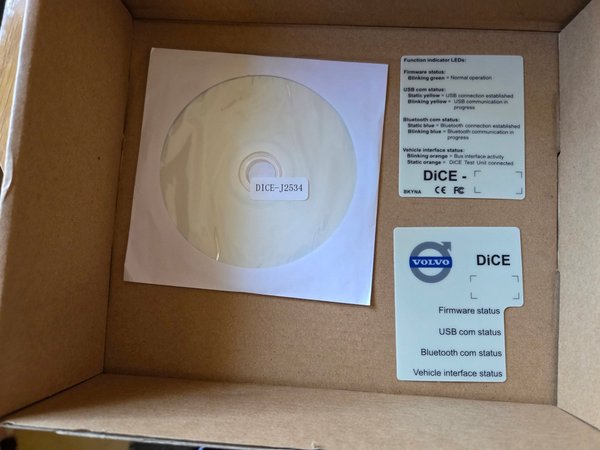 DICE-J2534
Function indicator LEDs:
Firmware status:
Blinking green = Normal operation
USB com status:
Static yellow = USB connection established
Blinking yellow = USB communication in
progress
Bluetooth com status:
Static blue = Bluetooth connection established
Blinking blue = Bluetooth communication in
progress
Vehicle interface status:
Blinking orange = Bus interface activity
Static orange = DiCE Test Unit connected
DiCE -
BKYNA CE FC
VOLVO DiCE
Firmware status
USB com status
Bluetooth com status
Vehicle interface status